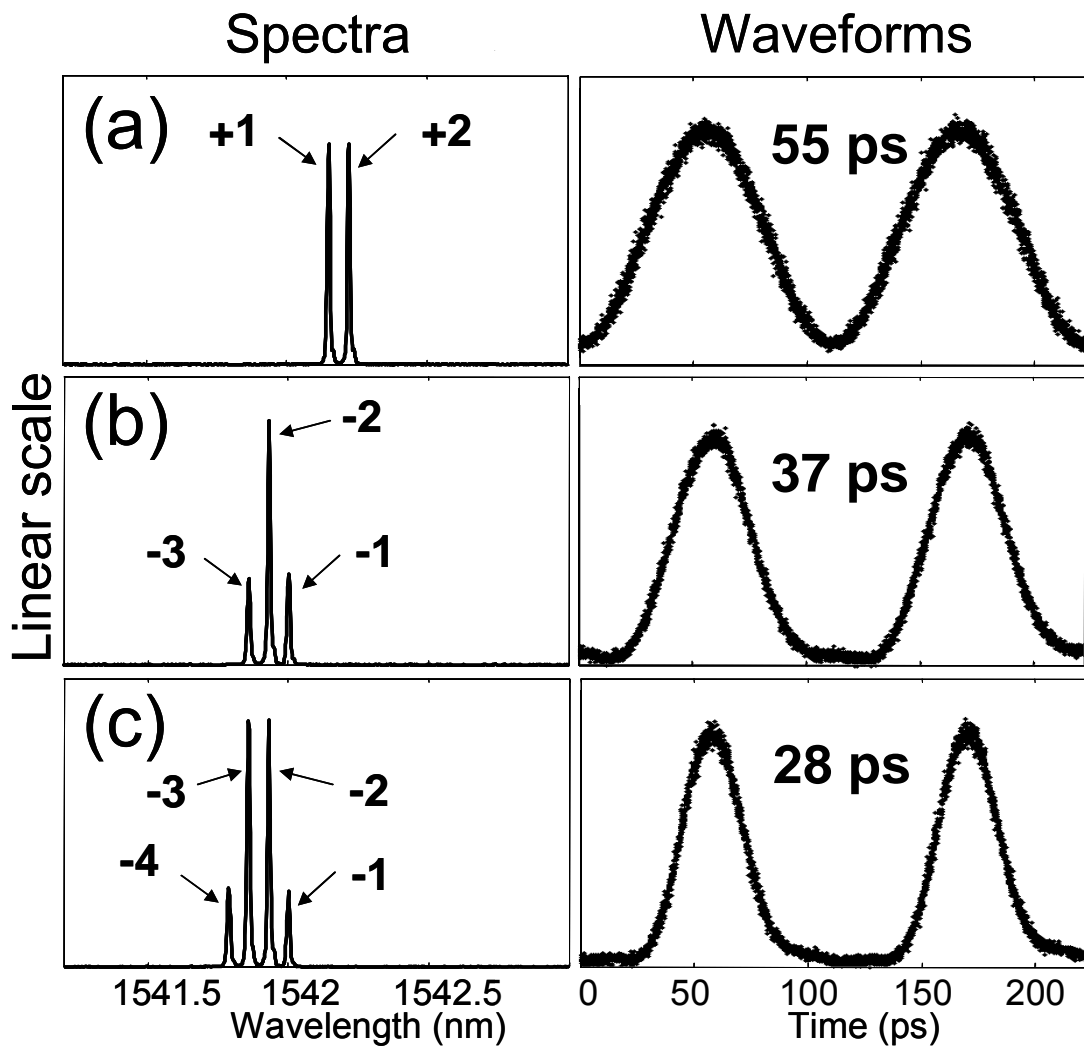 Spectra
Waveforms
Linear scale
(a)
+1
+2
55 ps
(b)
-2
-3
-1
37 ps
(c)
-3
-2
-4
-1
28 ps
1541.5 1542 1542.5
Wavelength (nm)
0 50 100 150 200
Time (ps)